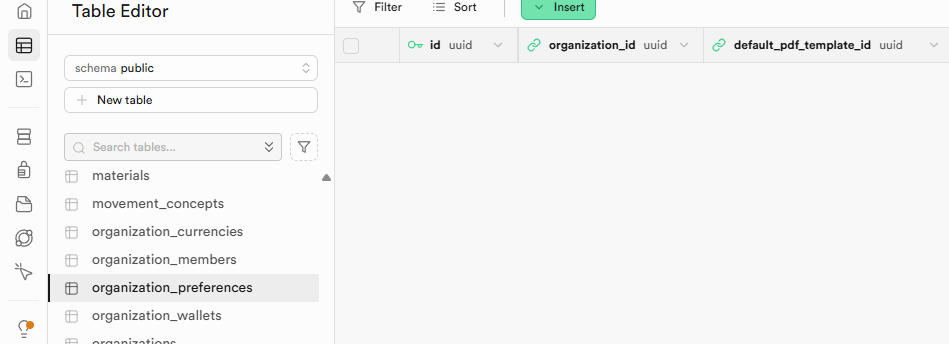 Table Editor
Filter
Sort
Insert
schema public
New table
Search tables...
id uuid
organization_id uuid
default_pdf_template_id uuid
materials
movement_concepts
organization_currencies
organization_members
organization_preferences
organization_wallets
organizations